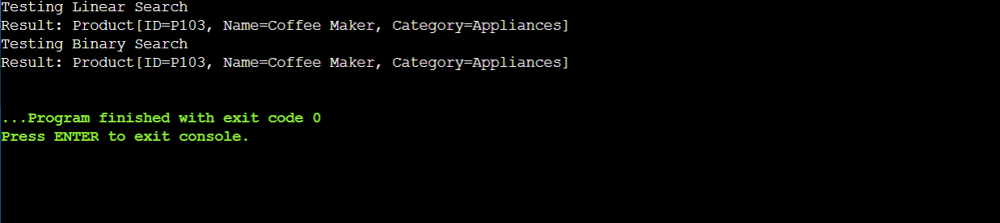 Testing Linear Search
Result: Product[ID=P103, Name=Coffee Maker, Category=Appliances]
Testing Binary Search
Result: Product[ID=P103, Name=Coffee Maker, Category=Appliances]
...Program finished with exit code 0
Press ENTER to exit console.